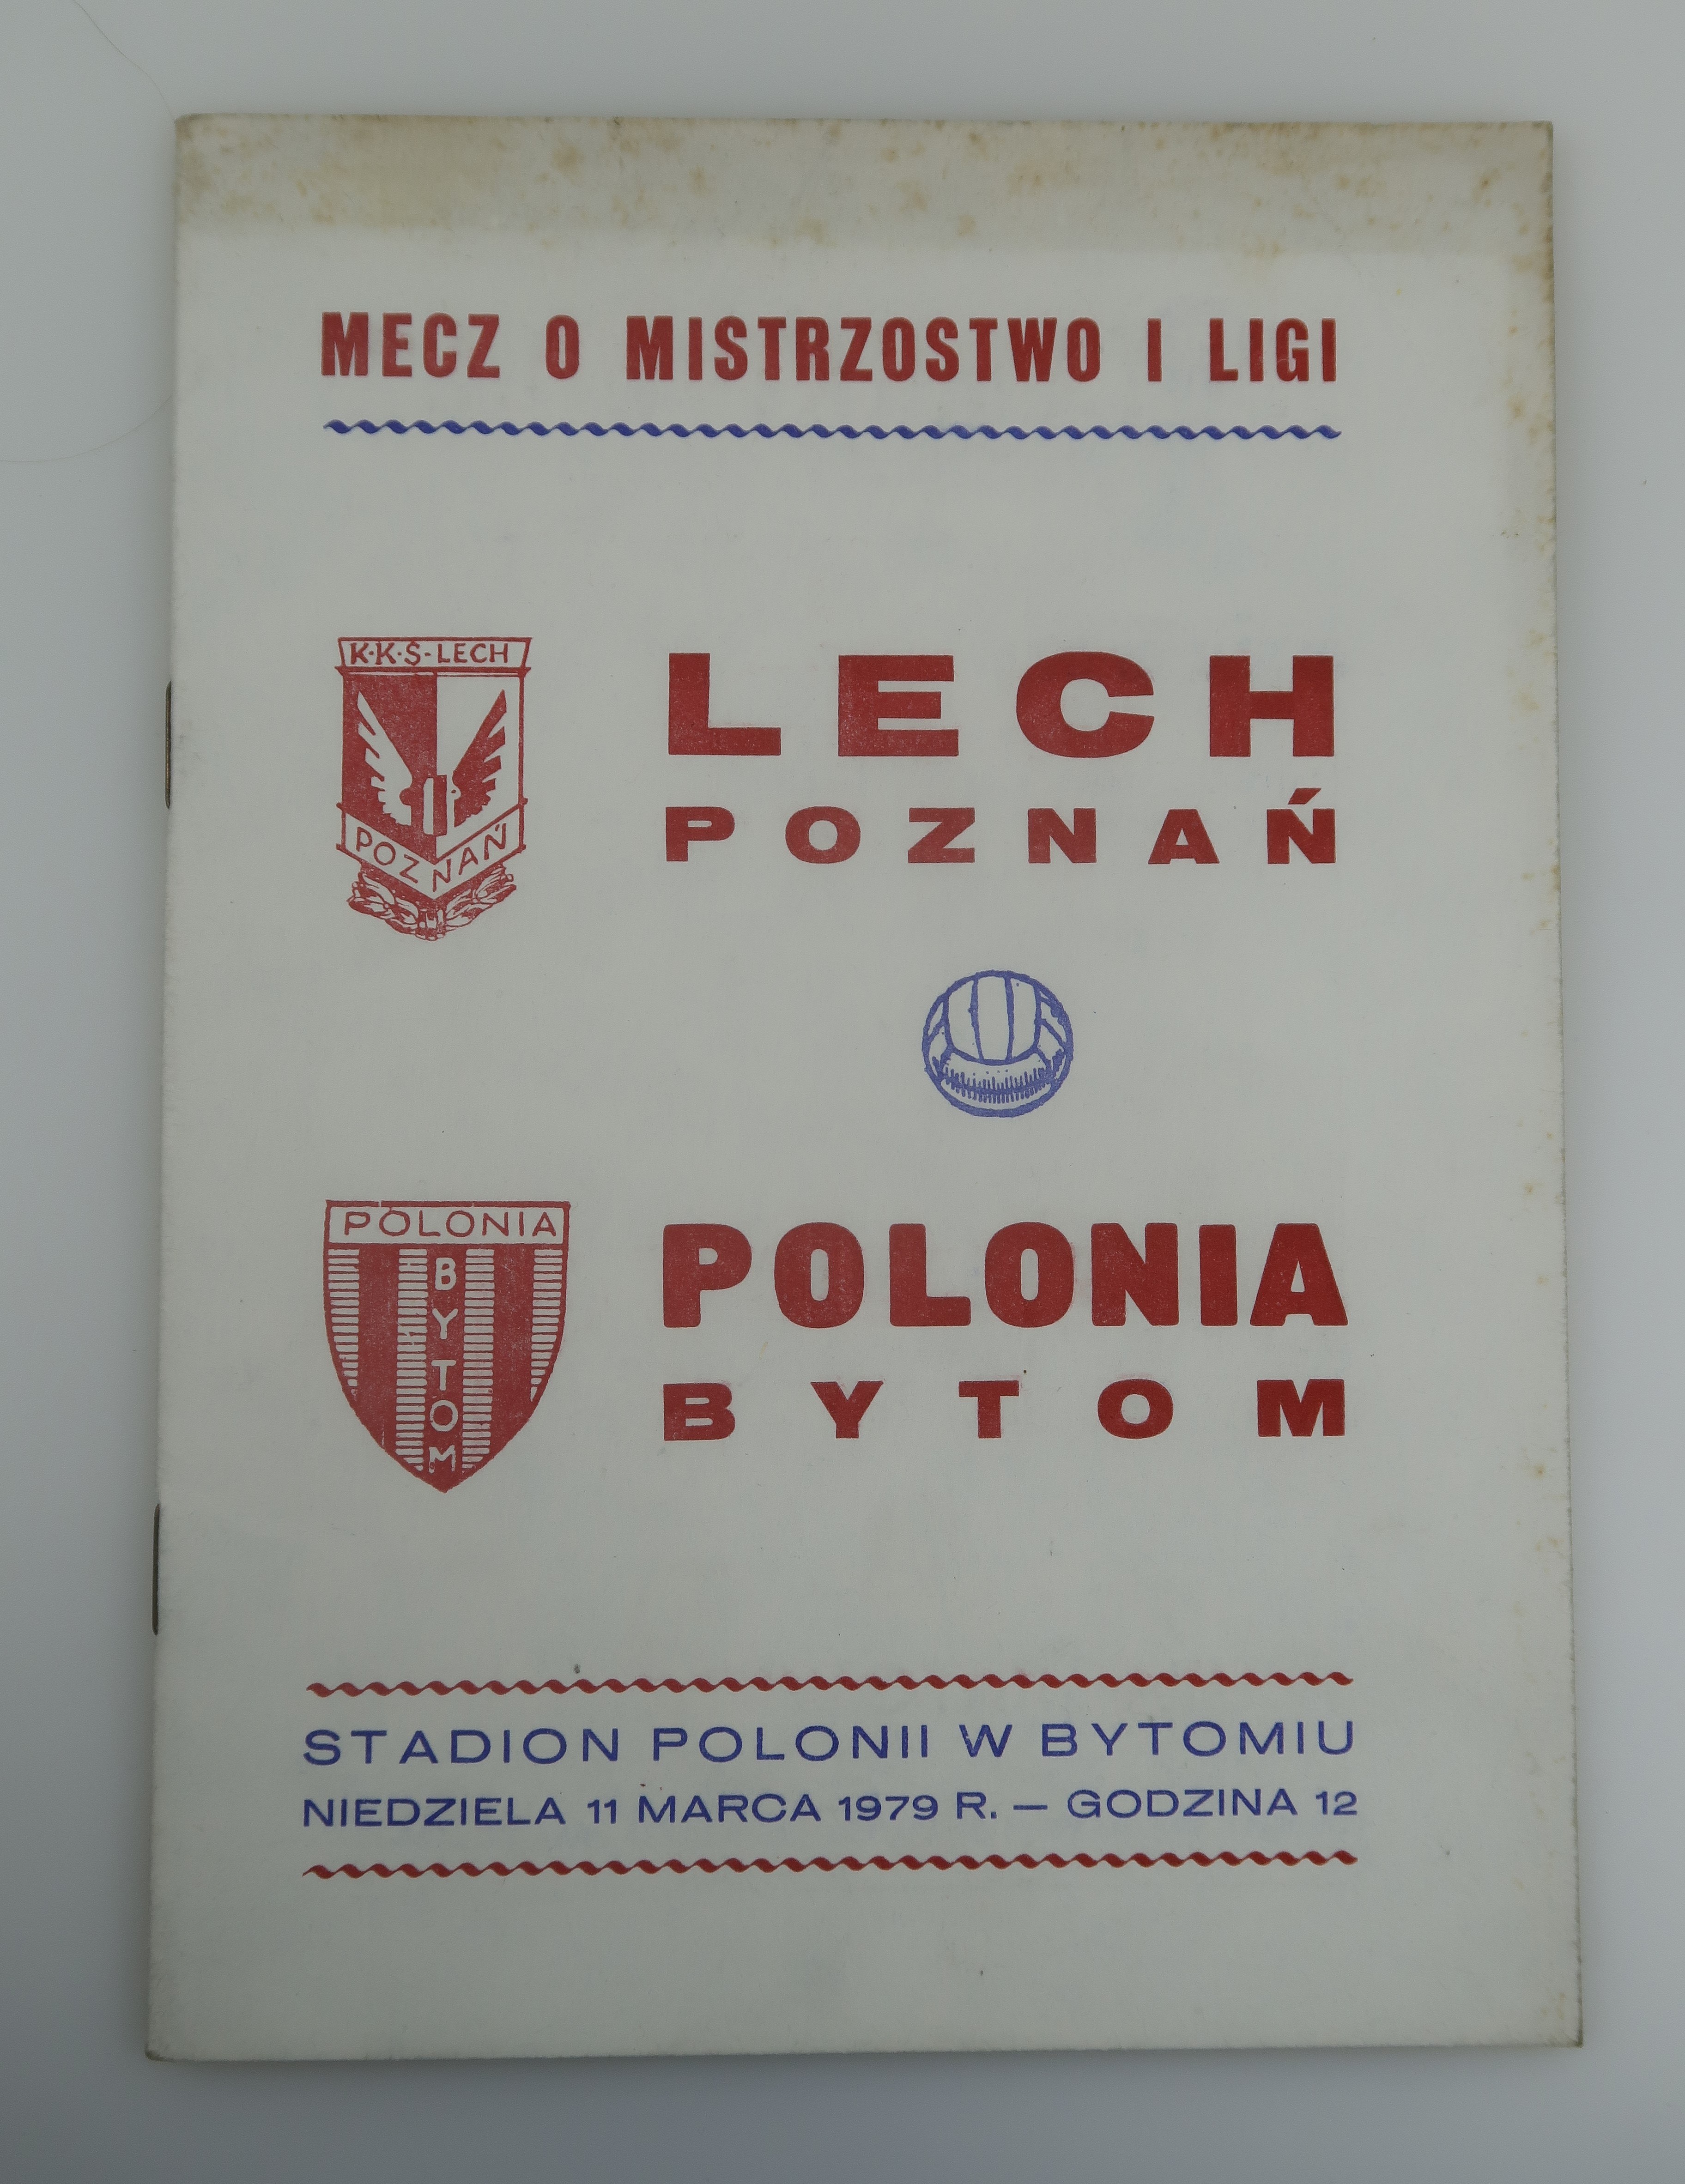 MECZ O MISTRZOSTWO I LIGI
K·K·S-LECH
POZNAŃ
LECH
POZNAŃ
POLONIA
BYTOM
POLONIA
BYTOM
STADION POLONII W BYTOMIU
NIEDZIELA 11 MARCA 1979 R. — GODZINA 12